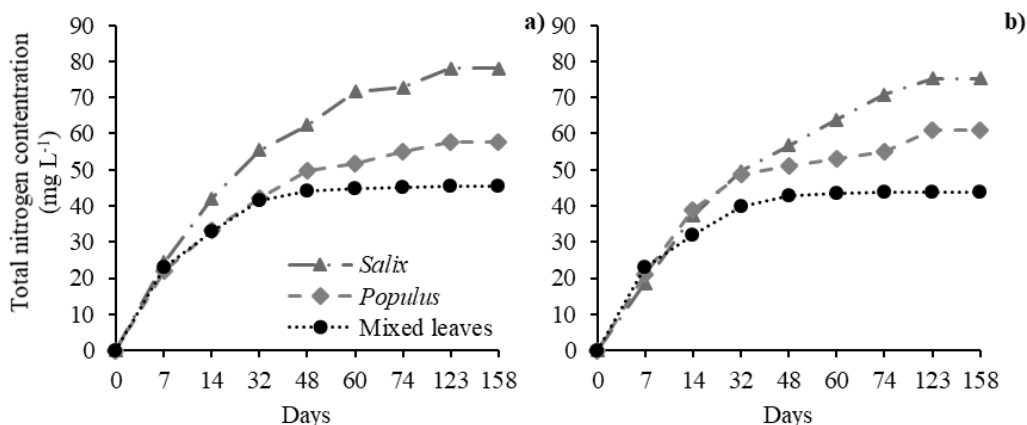 Total nitrogen concentration
(mg L-1)
90
80
70
60
50
40
30
20
10
0
a)
Salix
Populus
Mixed leaves
0 7 14 32 48 60 74 123 158
Days
90
80
70
60
50
40
30
20
10
0
b)
0 7 14 32 48 60 74 123 158
Days